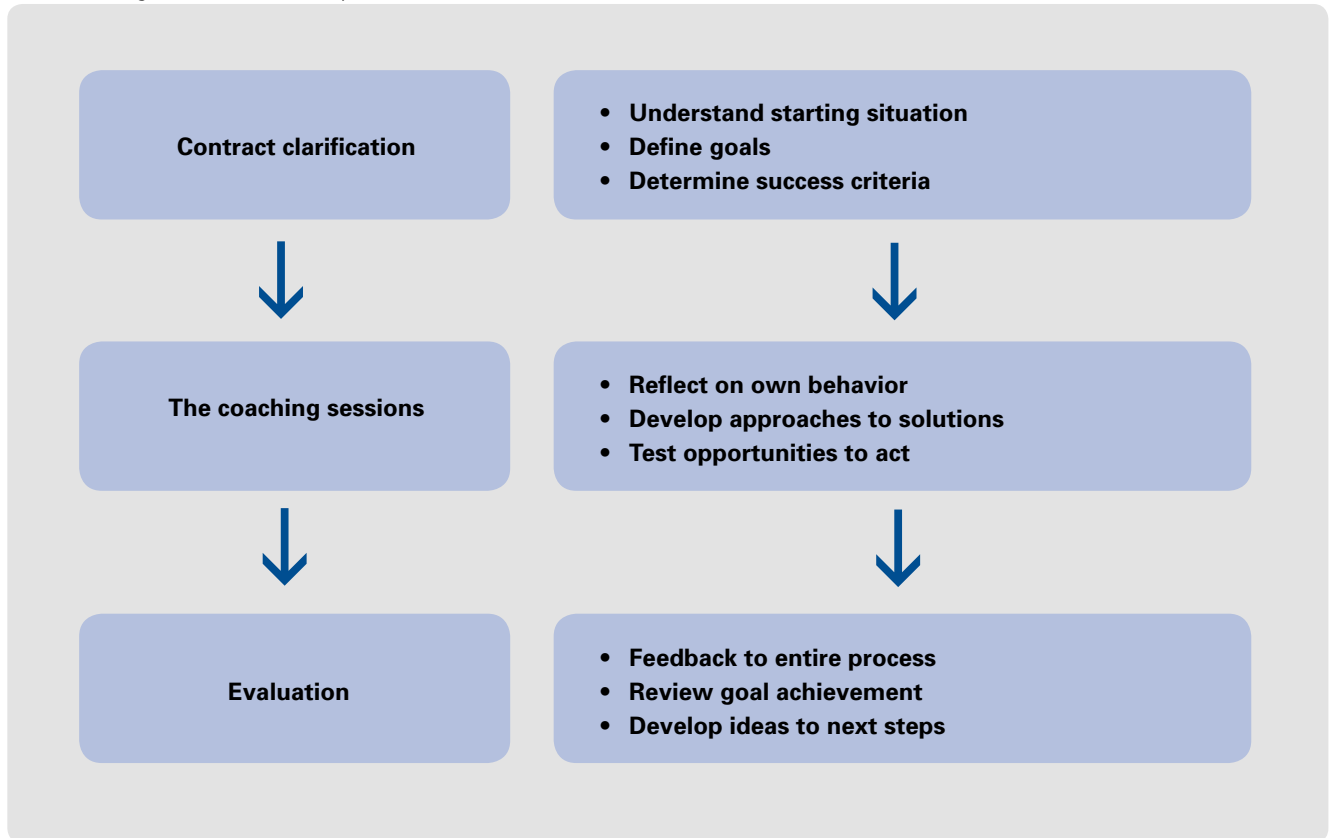 Contract clarification
• Understand starting situation
• Define goals
• Determine success criteria
The coaching sessions
• Reflect on own behavior
• Develop approaches to solutions
• Test opportunities to act
Evaluation
• Feedback to entire process
• Review goal achievement
• Develop ideas to next steps